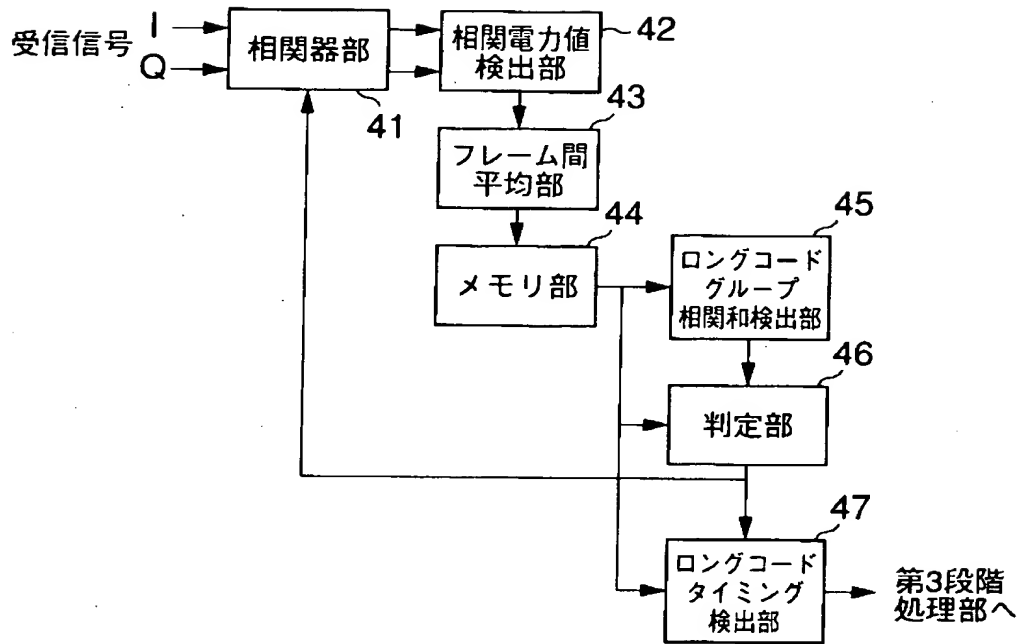 受信信号
I
Q
相関器部
41
相関電力値
検出部
42
フレーム間
平均部
43
メモリ部
44
ロングコード
グループ
相関和検出部
45
判定部
46
ロングコード
タイミング
検出部
47
第3段階
処理部へ